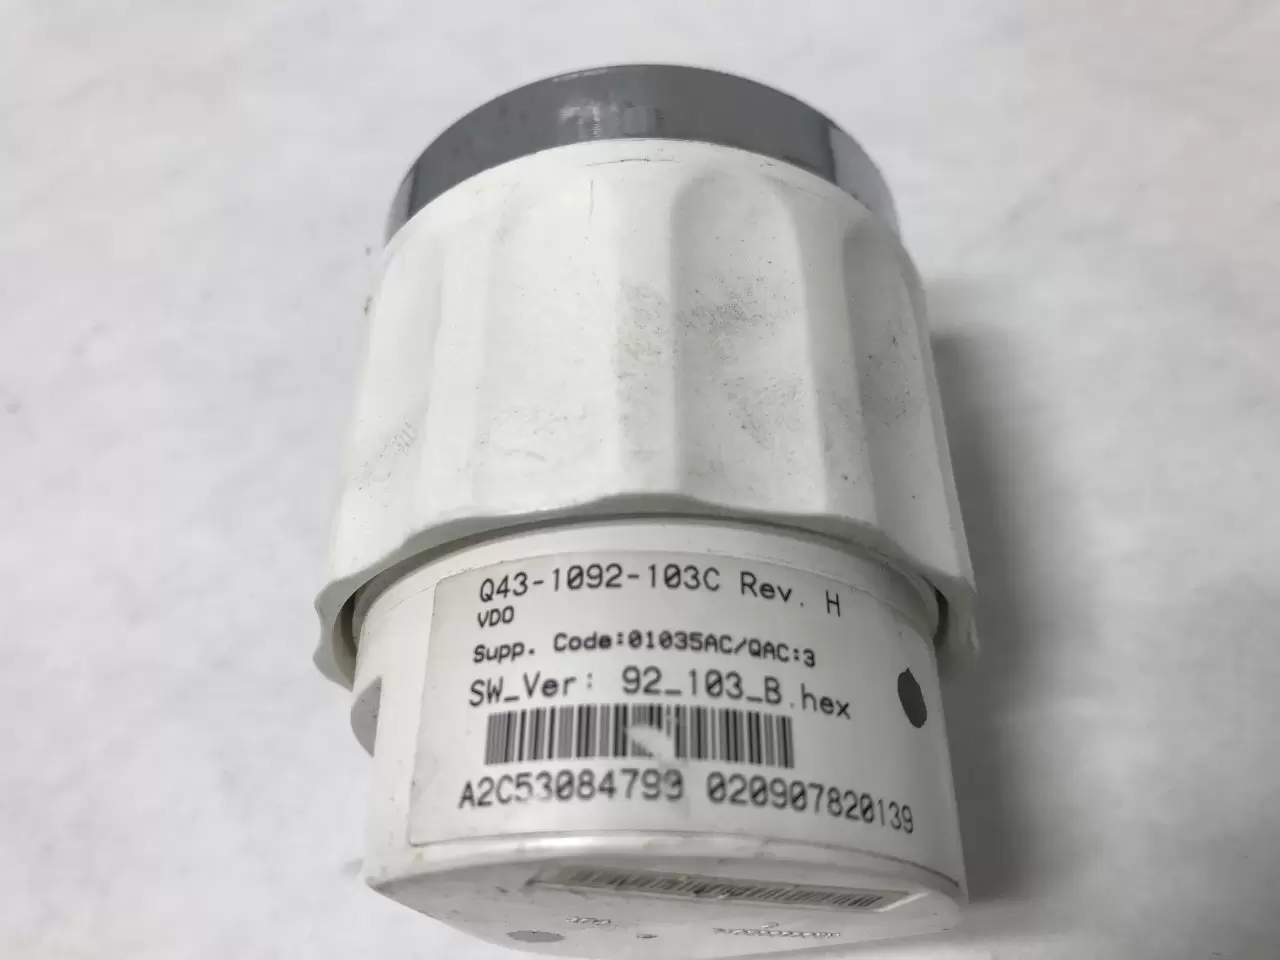 Q43-1092-103C Rev. H
VDO
Supp. Code:01035AC/QAC:3
SW_Ver: 92_103_B.hex
A2C53084799 020907820139